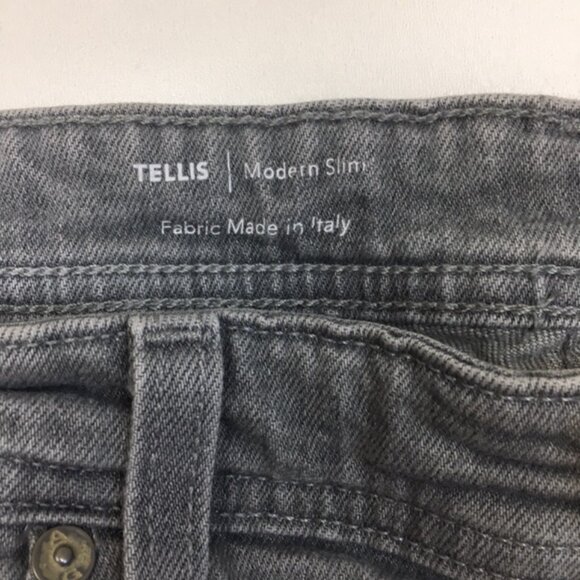 TELLIS | Modern Slim
Fabric Made in Italy